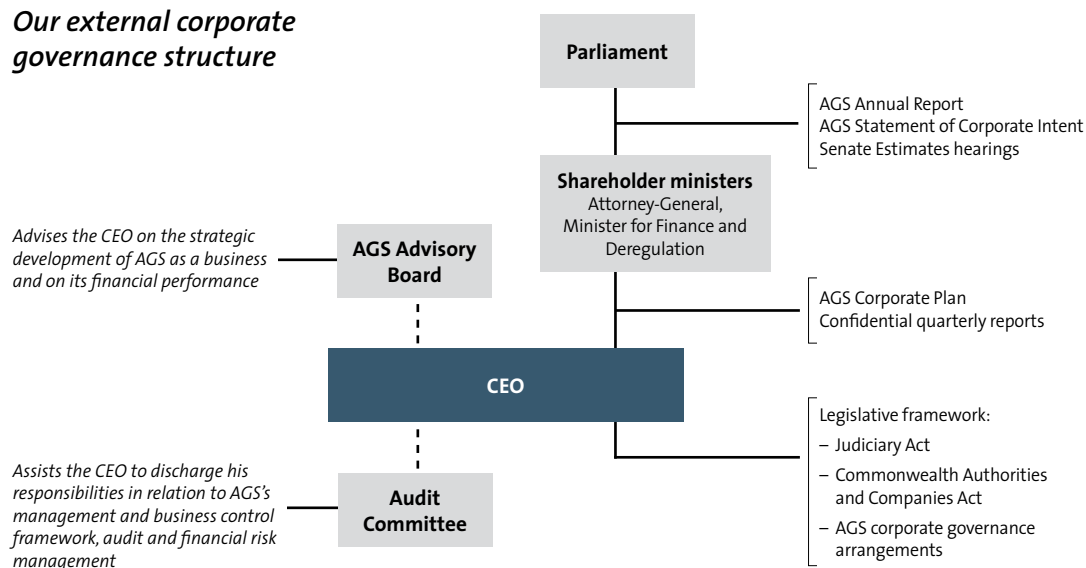 Our external corporate
governance structure
Parliament
AGS Annual Report
AGS Statement of Corporate Intent
Senate Estimates hearings
Shareholder ministers
Attorney-General,
Minister for Finance and
Deregulation
Advises the CEO on the strategic
development of AGS as a business
and on its financial performance
AGS Advisory
Board
AGS Corporate Plan
Confidential quarterly reports
CEO
Legislative framework:
– Judiciary Act
– Commonwealth Authorities
and Companies Act
– AGS corporate governance
arrangements
Assists the CEO to discharge his
responsibilities in relation to AGS's
management and business control
framework, audit and financial risk
management
Audit
Committee